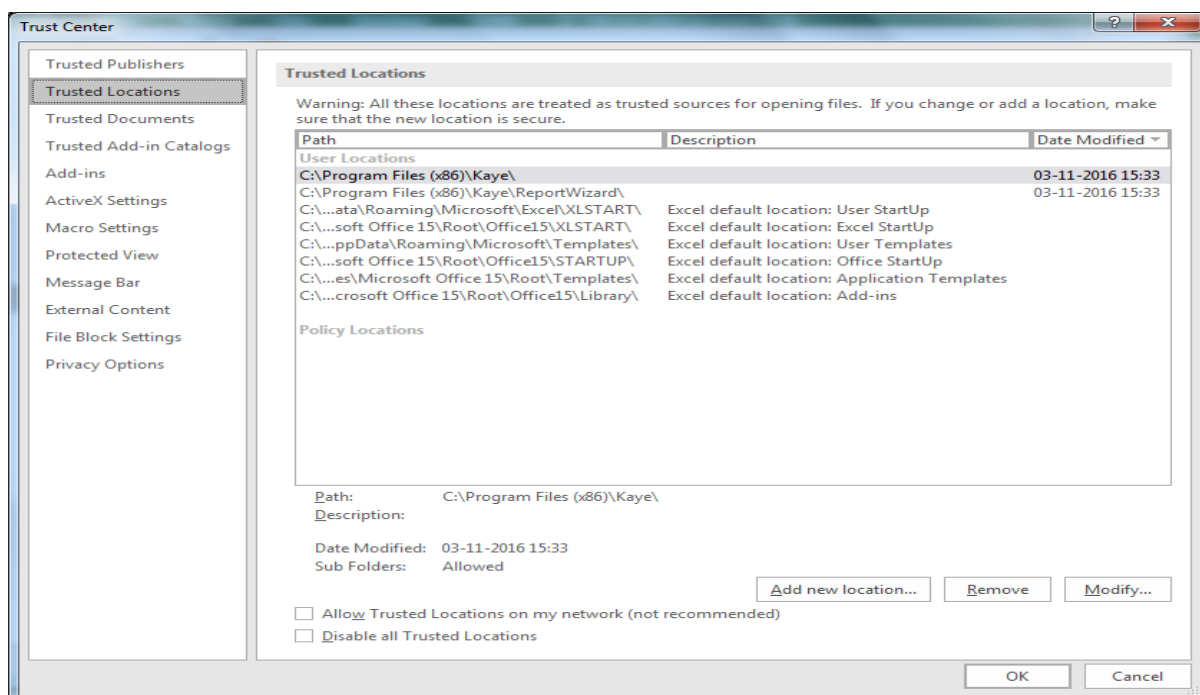 Trust Center
?
Trusted Publishers
Trusted Locations
Trusted Documents
Trusted Add-in Catalogs
Add-ins
ActiveX Settings
Macro Settings
Protected View
Message Bar
External Content
File Block Settings
Privacy Options
Trusted Locations
Warning: All these locations are treated as trusted sources for opening files. If you change or add a location, make
sure that the new location is secure.
Path Description Date Modified
User Locations
C:\Program Files (x86)\Kaye\ 03-11-2016 15:33
C:\Program Files (x86)\Kaye\ReportWizard\ 03-11-2016 15:33
C:\...ata\Roaming\Microsoft\Excel\XLSTART\ Excel default location: User StartUp
C:\...soft Office 15\Root\Office15\XLSTART\ Excel default location: Excel StartUp
C:\...ppData\Roaming\Microsoft\Templates\ Excel default location: User Templates
C:\...soft Office 15\Root\Office15\STARTUP\ Excel default location: Office StartUp
C:\...es\Microsoft Office 15\Root\Templates\ Excel default location: Application Templates
C:\...crosoft Office 15\Root\Office15\Library\ Excel default location: Add-ins
Policy Locations
Path: C:\Program Files (x86)\Kaye\
Description:
Date Modified: 03-11-2016 15:33
Sub Folders: Allowed
Add new location... Remove Modify...
Allow Trusted Locations on my network (not recommended)
Disable all Trusted Locations
OK Cancel